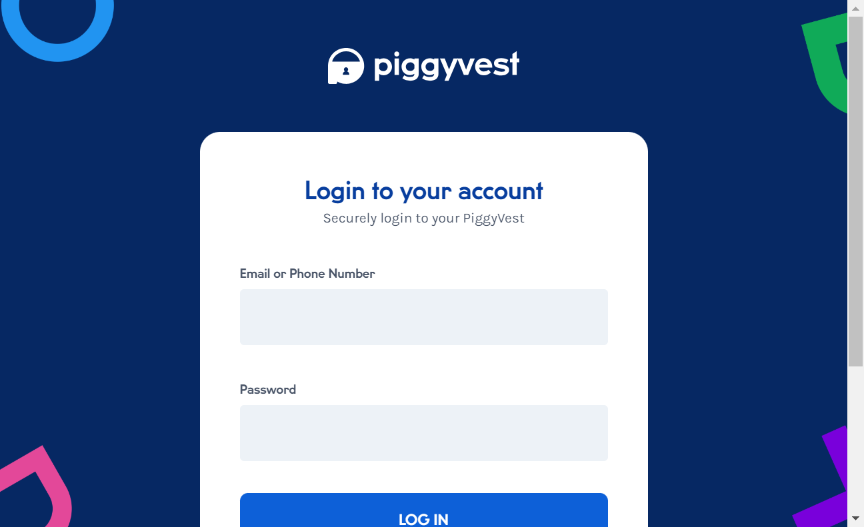 piggyvest
Login to your account
Securely login to your PiggyVest
Email or Phone Number
Password
LOG IN